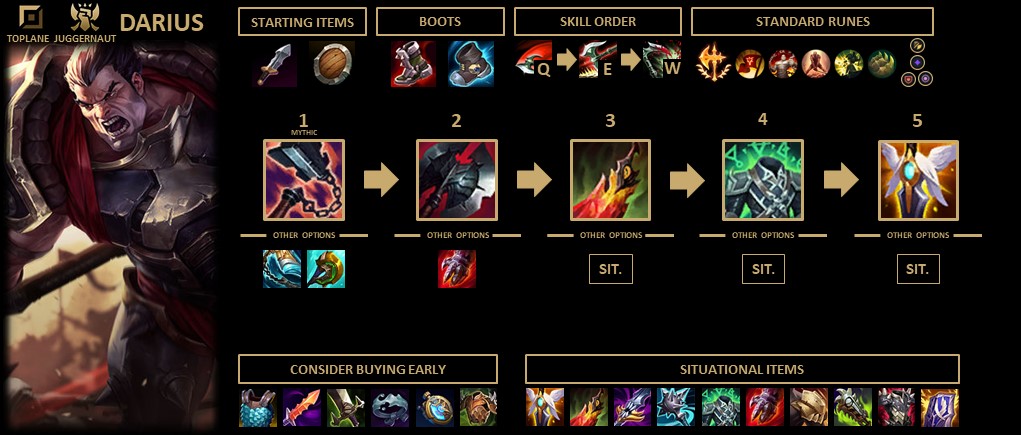 DARIUS
TOPLANE JUGGERNAUT
STARTING ITEMS
BOOTS
SKILL ORDER
STANDARD RUNES
Q
E
W
1
MYTHIC
2
3
4
5
OTHER OPTIONS
OTHER OPTIONS
OTHER OPTIONS
OTHER OPTIONS
OTHER OPTIONS
SIT.
SIT.
SIT.
CONSIDER BUYING EARLY
SITUATIONAL ITEMS